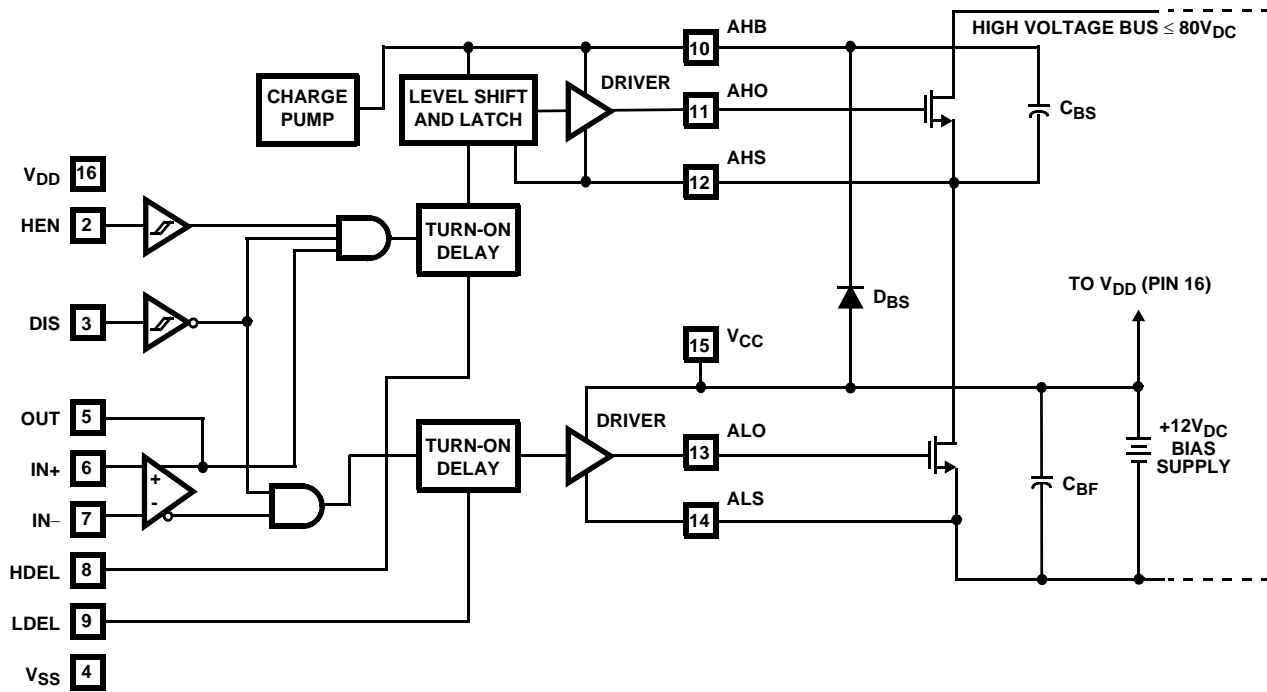 AHB
10
HIGH VOLTAGE BUS ≤ 80VDC
CHARGE
PUMP
LEVEL SHIFT
AND LATCH
DRIVER
AHO
11
CBS
AHS
12
VDD 16
HEN 2
TURN-ON
DELAY
DIS 3
DBS
TO VDD (PIN 16)
15
VCC
OUT 5
IN+ 6
+
-
IN– 7
TURN-ON
DELAY
DRIVER
ALO
13
ALS
14
CBF
+12VDC
BIAS
SUPPLY
HDEL 8
LDEL 9
VSS 4